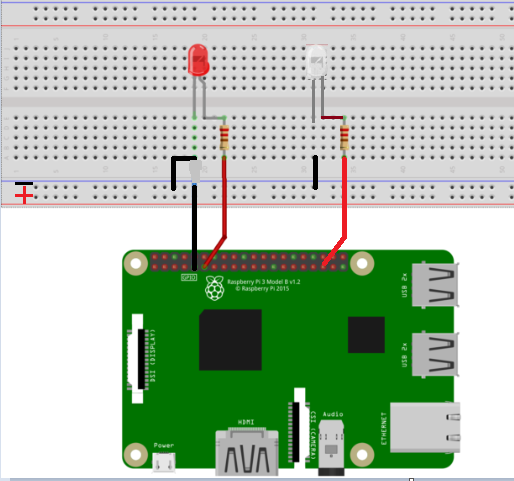 GPIO
Raspberry Pi 3 Model B v1.2
© Raspberry Pi 2015
DSI (DISPLAY)
USB 2x
USB 2x
ETHERNET
Power
HDMI
CSI (CAMERA)
Audio